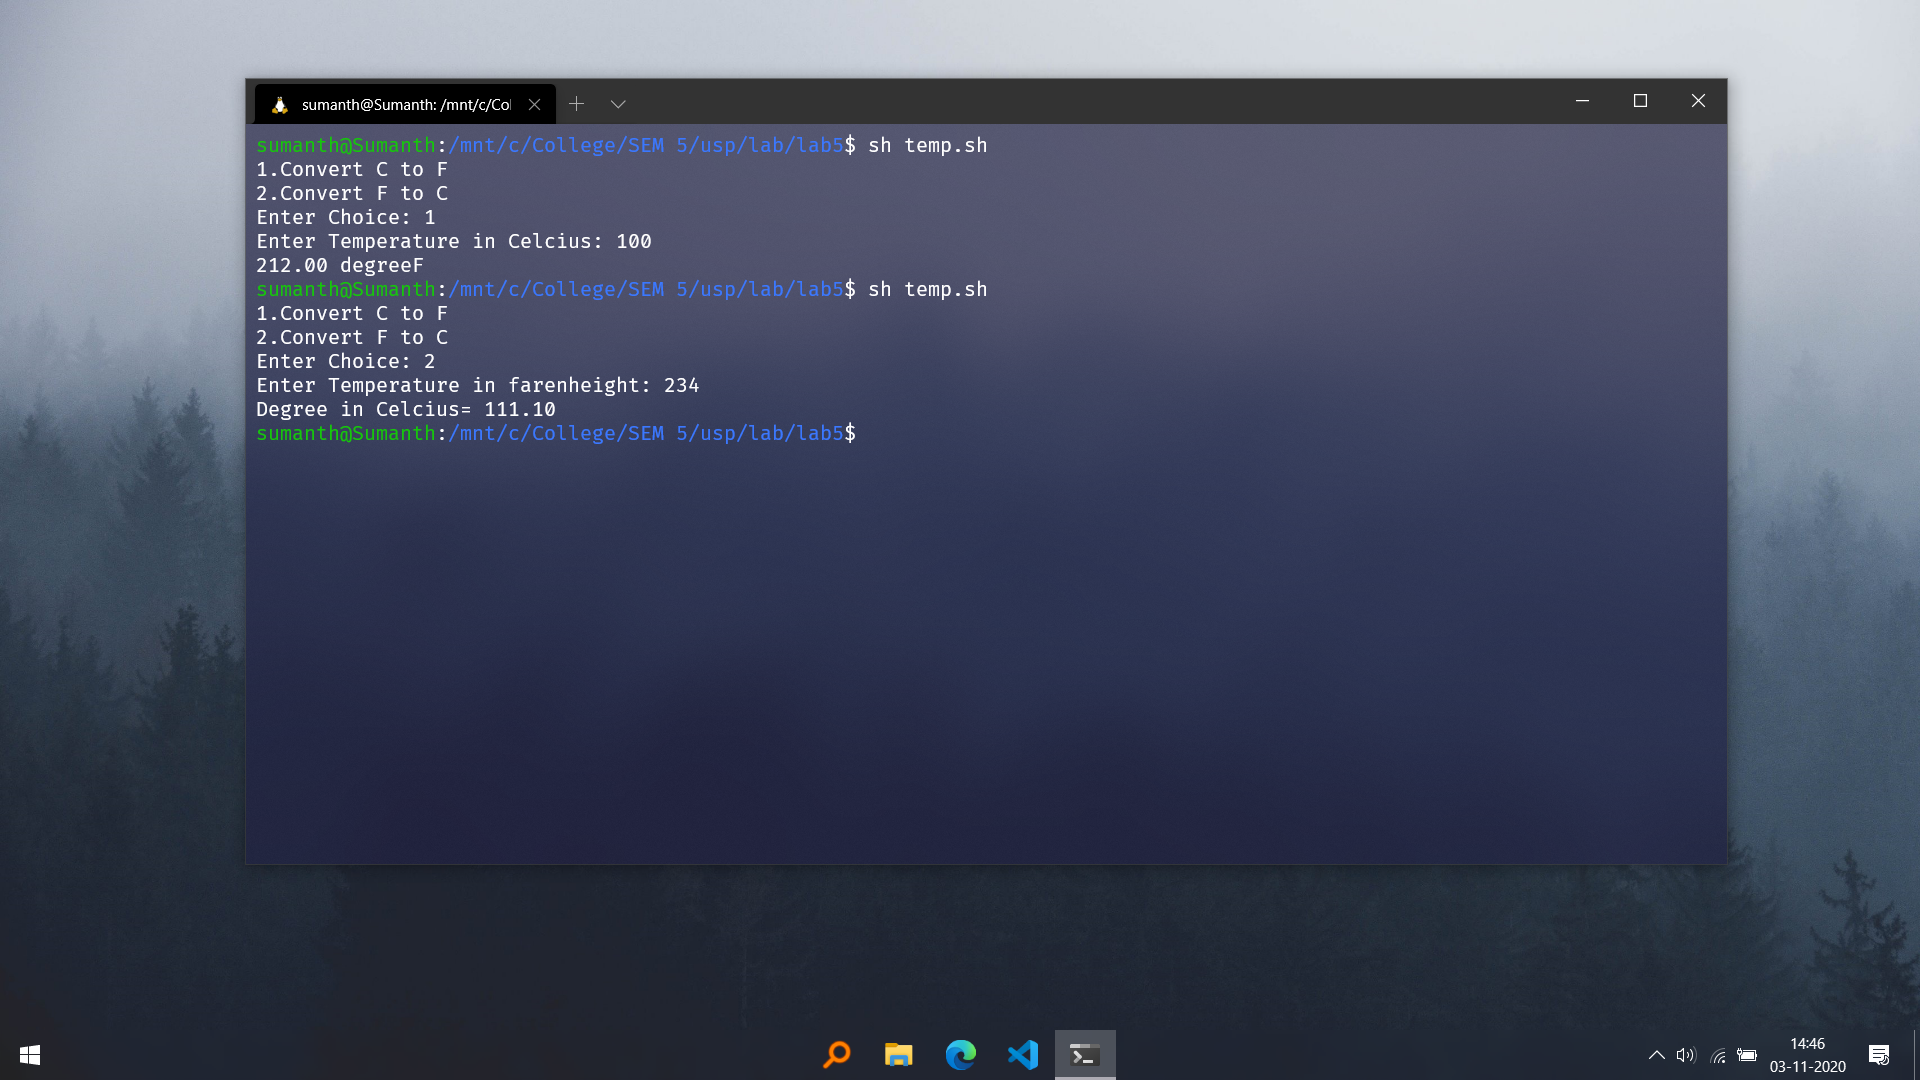 sumanth@Sumanth: /mnt/c/Col
sumanth@Sumanth:/mnt/c/College/SEM 5/usp/lab/lab5$ sh temp.sh
1.Convert C to F
2.Convert F to C
Enter Choice: 1
Enter Temperature in Celcius: 100
212.00 degreeF
sumanth@Sumanth:/mnt/c/College/SEM 5/usp/lab/lab5$ sh temp.sh
1.Convert C to F
2.Convert F to C
Enter Choice: 2
Enter Temperature in farenheight: 234
Degree in Celcius= 111.10
sumanth@Sumanth:/mnt/c/College/SEM 5/usp/lab/lab5$
14:46
03-11-2020